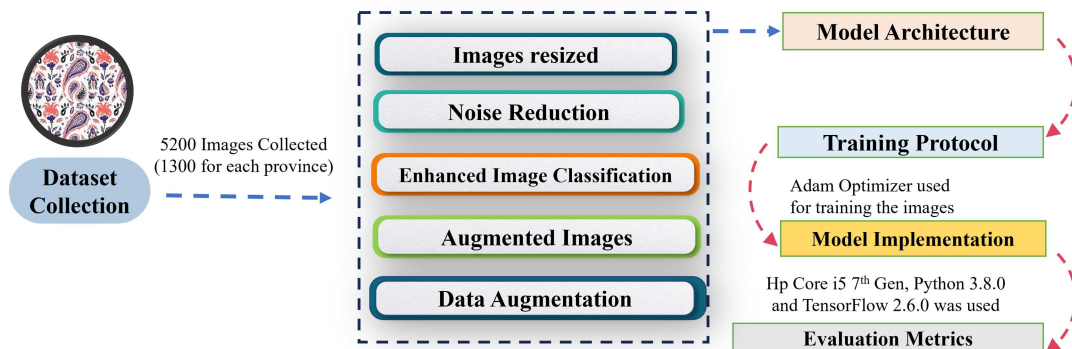 Dataset
Collection
5200 Images Collected
(1300 for each province)
Images resized
Noise Reduction
Enhanced Image Classification
Augmented Images
Data Augmentation
Model Architecture
Training Protocol
Adam Optimizer used
for training the images
Model Implementation
Hp Core i5 7th Gen, Python 3.8.0
and TensorFlow 2.6.0 was used
Evaluation Metrics